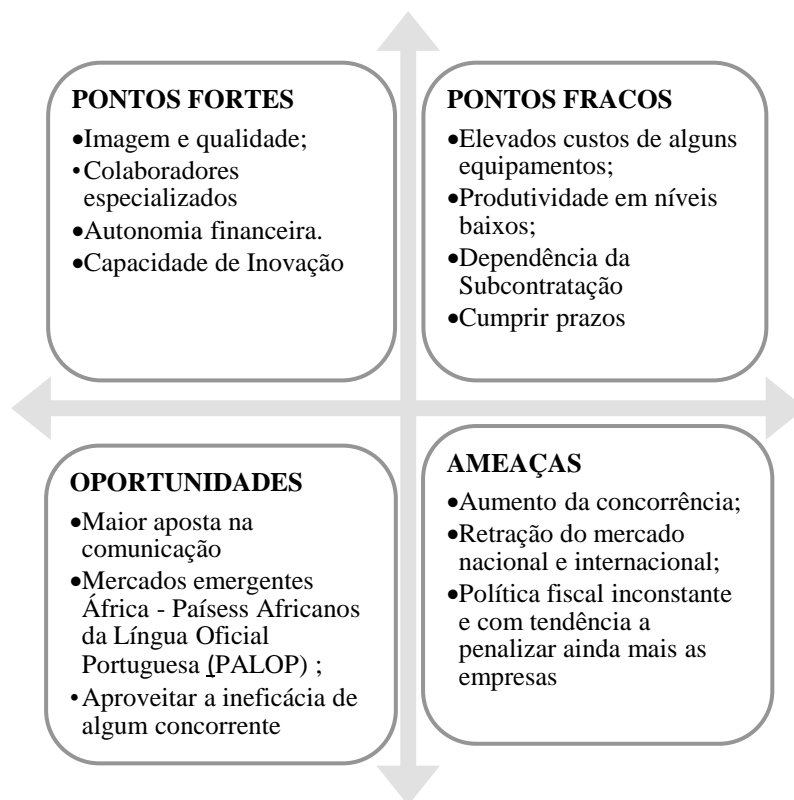 PONTOS FORTES
•Imagem e qualidade;
•Colaboradores
especializados
•Autonomia financeira.
•Capacidade de Inovação
PONTOS FRACOS
•Elevados custos de alguns
equipamentos;
•Produtividade em níveis
baixos;
•Dependência da
Subcontratação
•Cumprir prazos
OPORTUNIDADES
•Maior aposta na
comunicação
•Mercados emergentes
África - Paísess Africanos
da Língua Oficial
Portuguesa (PALOP) ;
•Aproveitar a ineficácia de
algum concorrente
AMEAÇAS
•Aumento da concorrência;
•Retração do mercado
nacional e internacional;
•Política fiscal inconstante
e com tendência a
penalizar ainda mais as
empresas